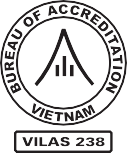 BUREAU OF ACCREDITATION
VIETNAM
VILAS 238